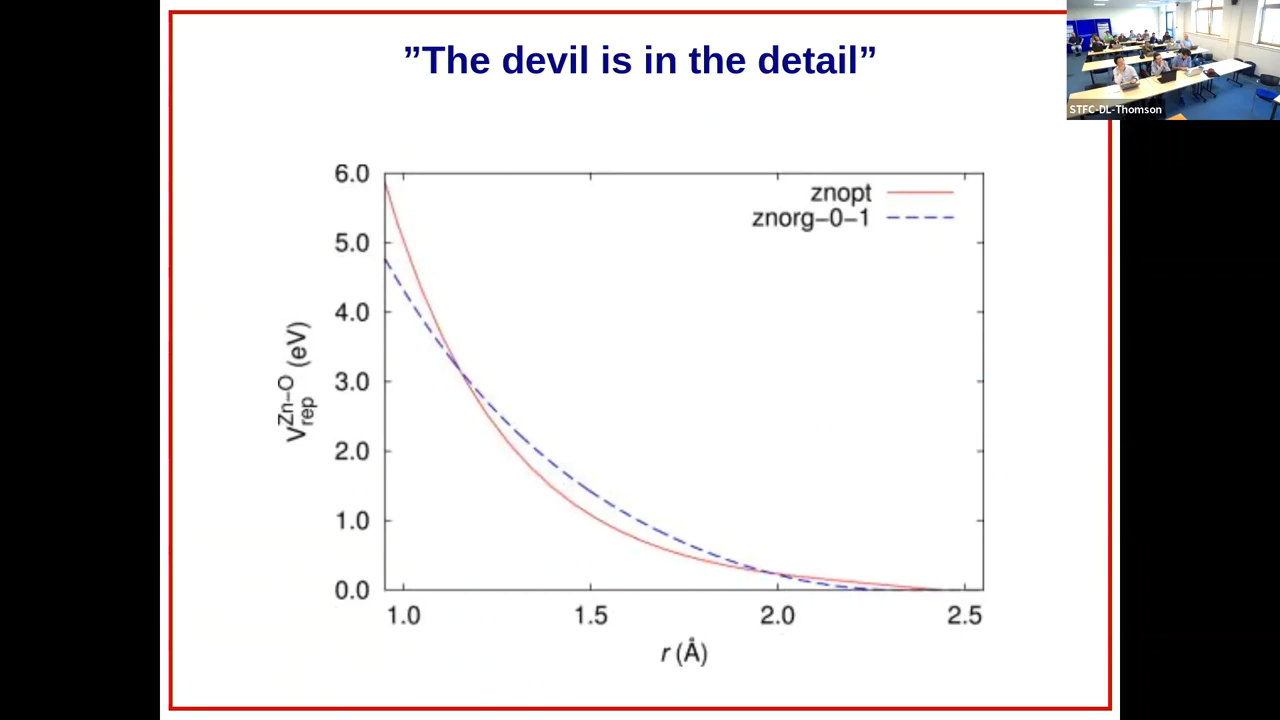 ”The devil is in the detail”
STFC-DL-Thomson
6.0
5.0
4.0
3.0
2.0
1.0
0.0
znopt
znorg−0−1
V_rep^Zn−O (eV)
1.0 1.5 2.0 2.5
r (Å)